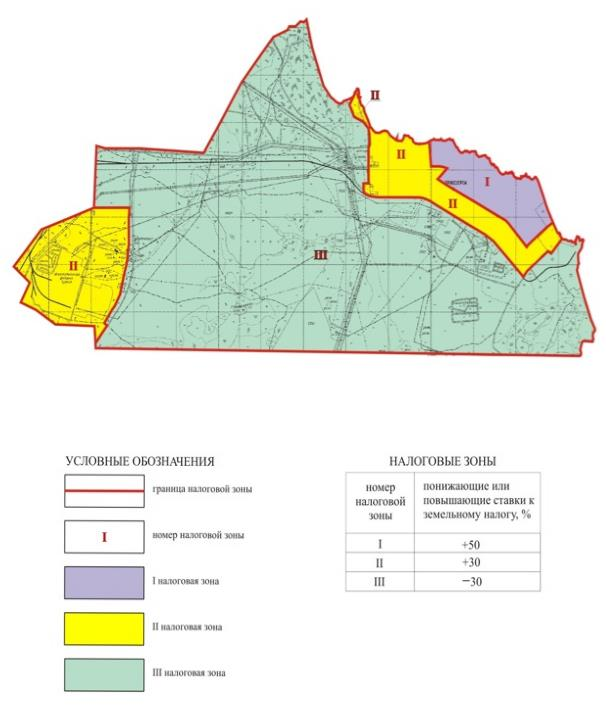 II
II
I
II
III
II
УСЛОВНЫЕ ОБОЗНАЧЕНИЯ
граница налоговой зоны
I
номер налоговой зоны
I налоговая зона
II налоговая зона
III налоговая зона
НАЛОГОВЫЕ ЗОНЫ
номер налоговой зоны
понижающие или повышающие ставки к земельному налогу, %
I +50
II +30
III −30